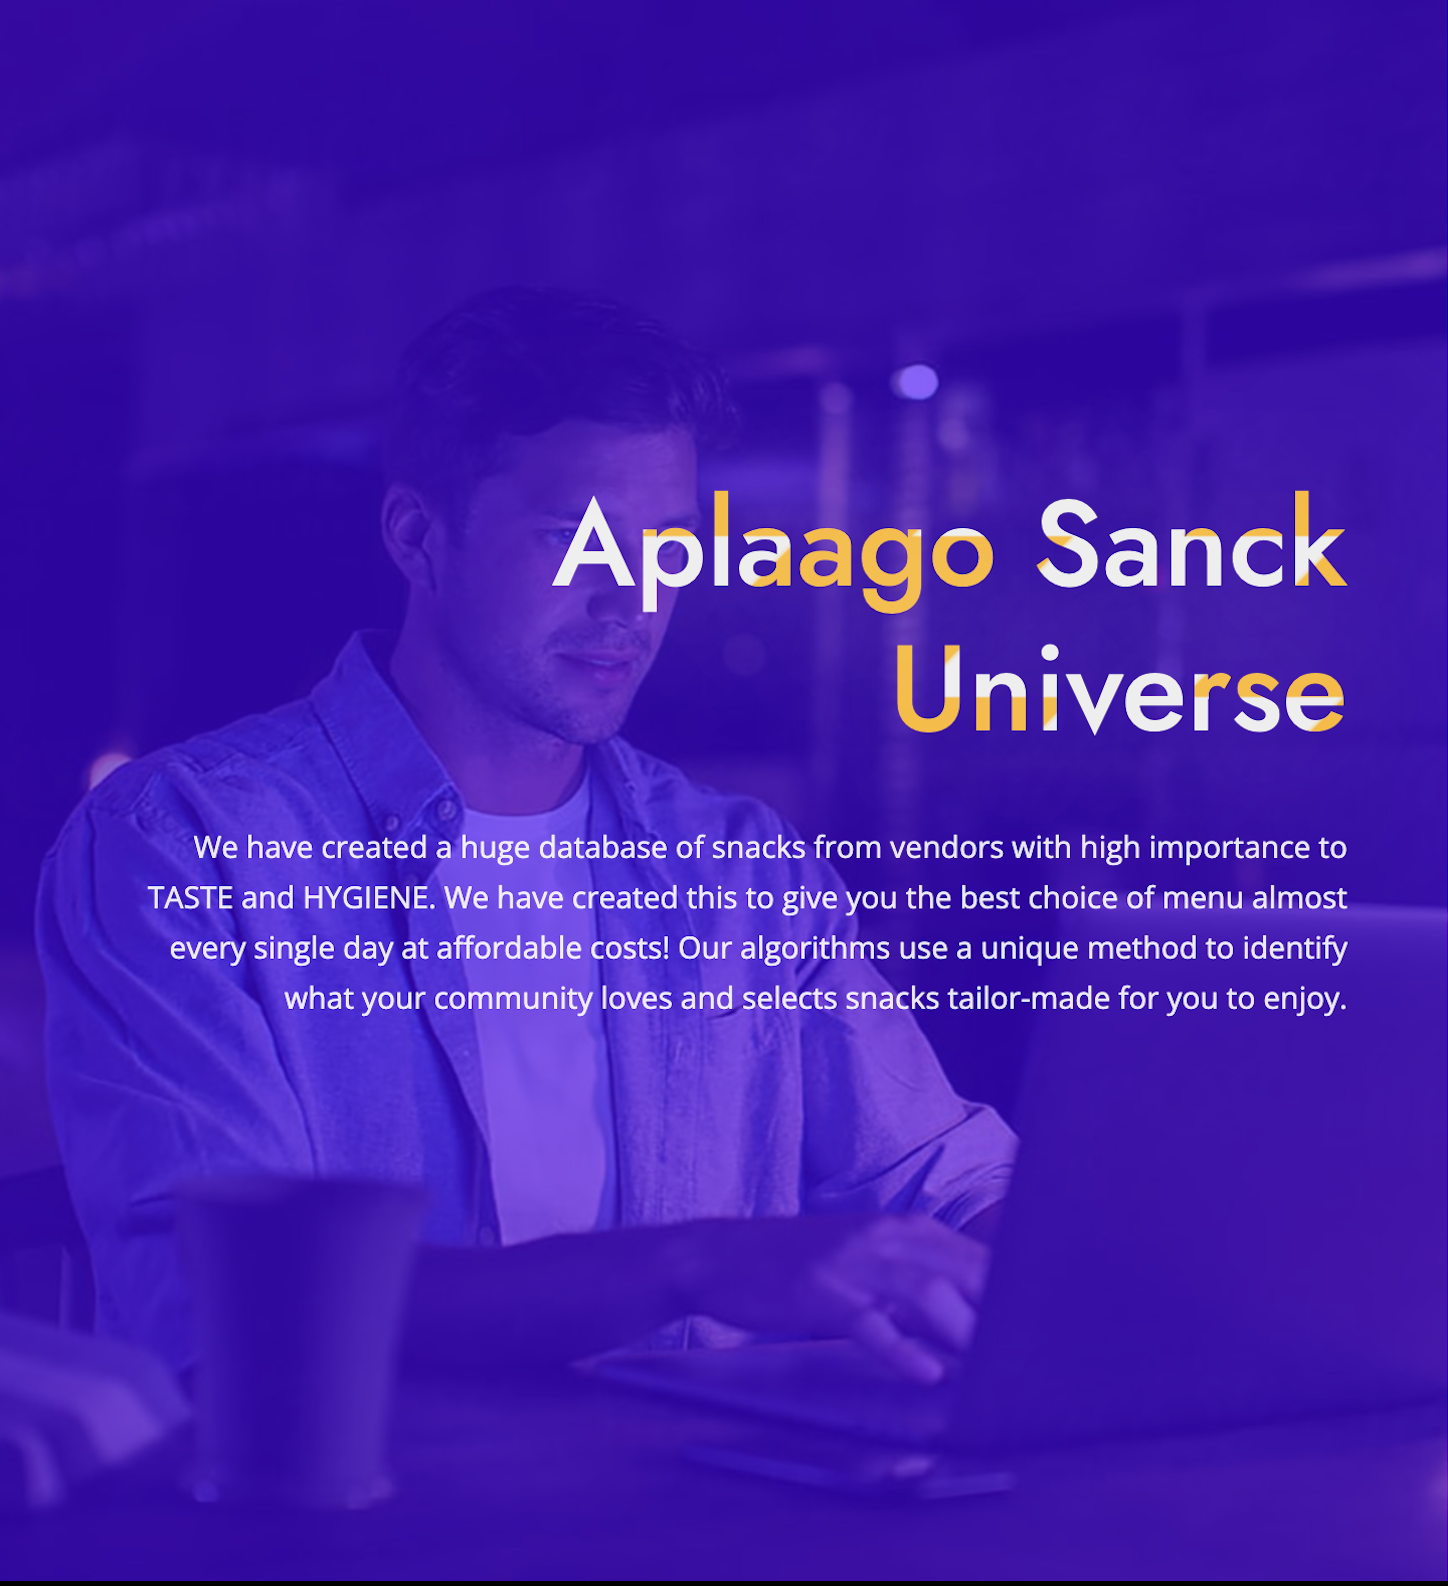 Aplaago Sanck
Universe
We have created a huge database of snacks from vendors with high importance to
TASTE and HYGIENE. We have created this to give you the best choice of menu almost
every single day at affordable costs! Our algorithms use a unique method to identify
what your community loves and selects snacks tailor-made for you to enjoy.